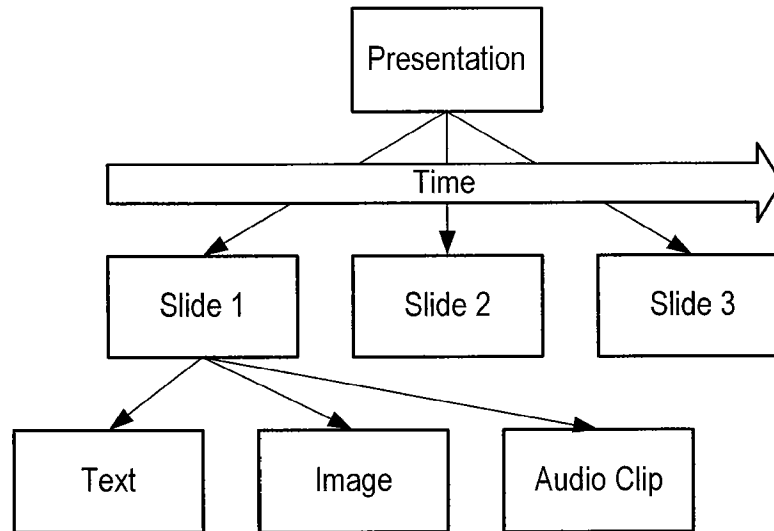 Presentation
Time
Slide 1
Slide 2
Slide 3
Text
Image
Audio Clip